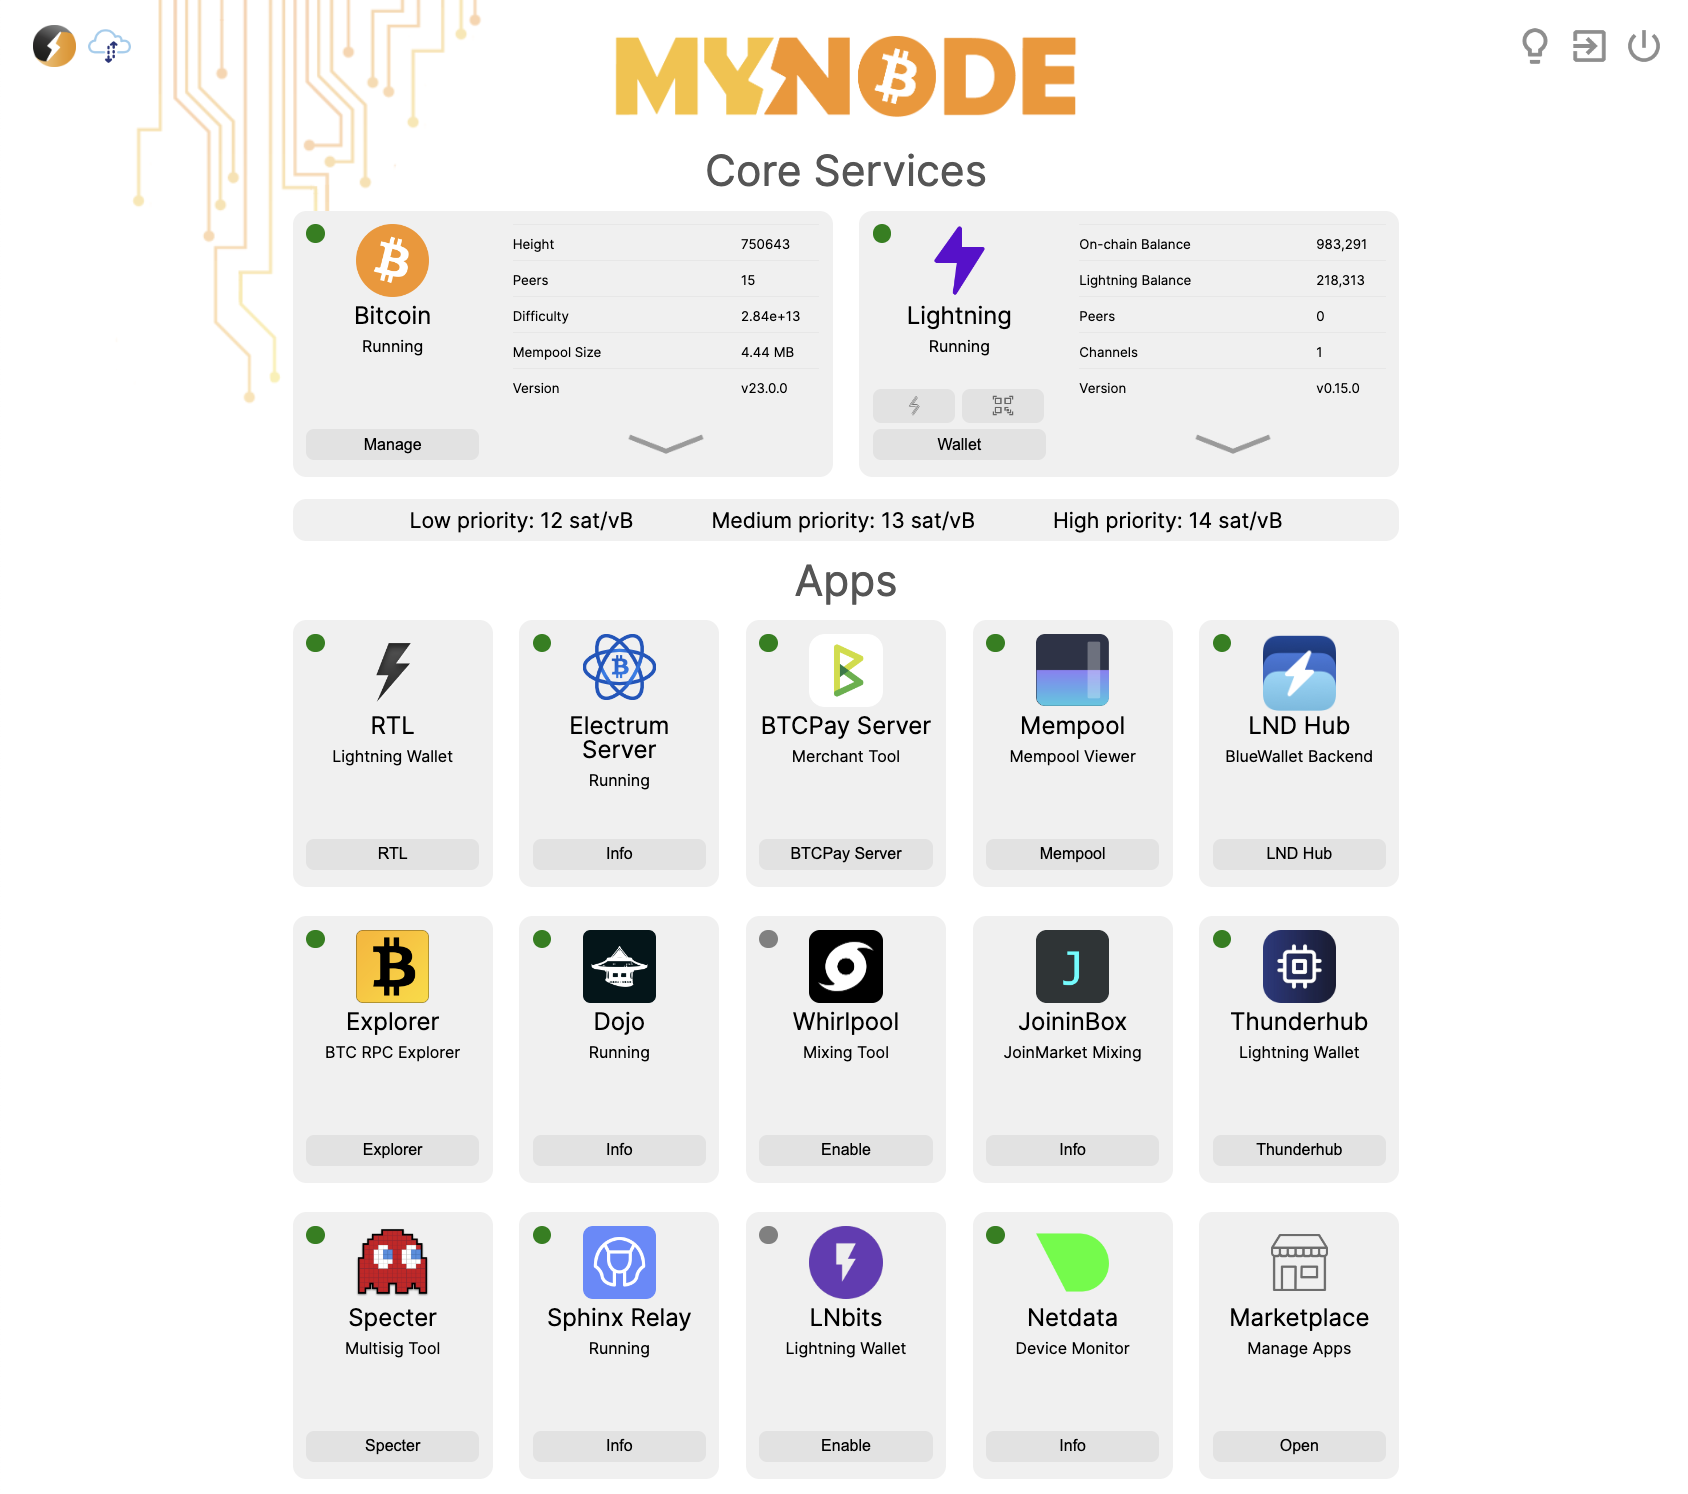 MYNODE
Core Services
Bitcoin
Running
Manage
Height 750643
Peers 15
Difficulty 2.84e+13
Mempool Size 4.44 MB
Version v23.0.0
Lightning
Running
Wallet
On-chain Balance 983,291
Lightning Balance 218,313
Peers 0
Channels 1
Version v0.15.0
Low priority: 12 sat/vB Medium priority: 13 sat/vB High priority: 14 sat/vB
Apps
RTL
Lightning Wallet
RTL
Electrum
Server
Running
Info
BTCPay Server
Merchant Tool
BTCPay Server
Mempool
Mempool Viewer
Mempool
LND Hub
BlueWallet Backend
LND Hub
Explorer
BTC RPC Explorer
Explorer
Dojo
Running
Info
Whirlpool
Mixing Tool
Enable
J
JoininBox
JoinMarket Mixing
Info
Thunderhub
Lightning Wallet
Thunderhub
Specter
Multisig Tool
Specter
Sphinx Relay
Running
Info
LNbits
Lightning Wallet
Enable
Netdata
Device Monitor
Info
Marketplace
Manage Apps
Open